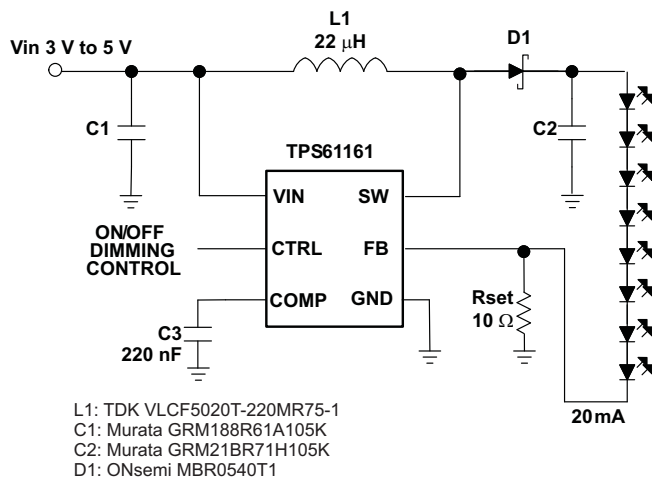 L1
22 μH
D1
Vin 3 V to 5 V
C1
C2
TPS61161
VIN
SW
ON/OFF
DIMMING
CONTROL
CTRL
FB
COMP
GND
Rset
10 Ω
C3
220 nF
20mA
L1: TDK VLCF5020T-220MR75-1
C1: Murata GRM188R61A105K
C2: Murata GRM21BR71H105K
D1: ONsemi MBR0540T1